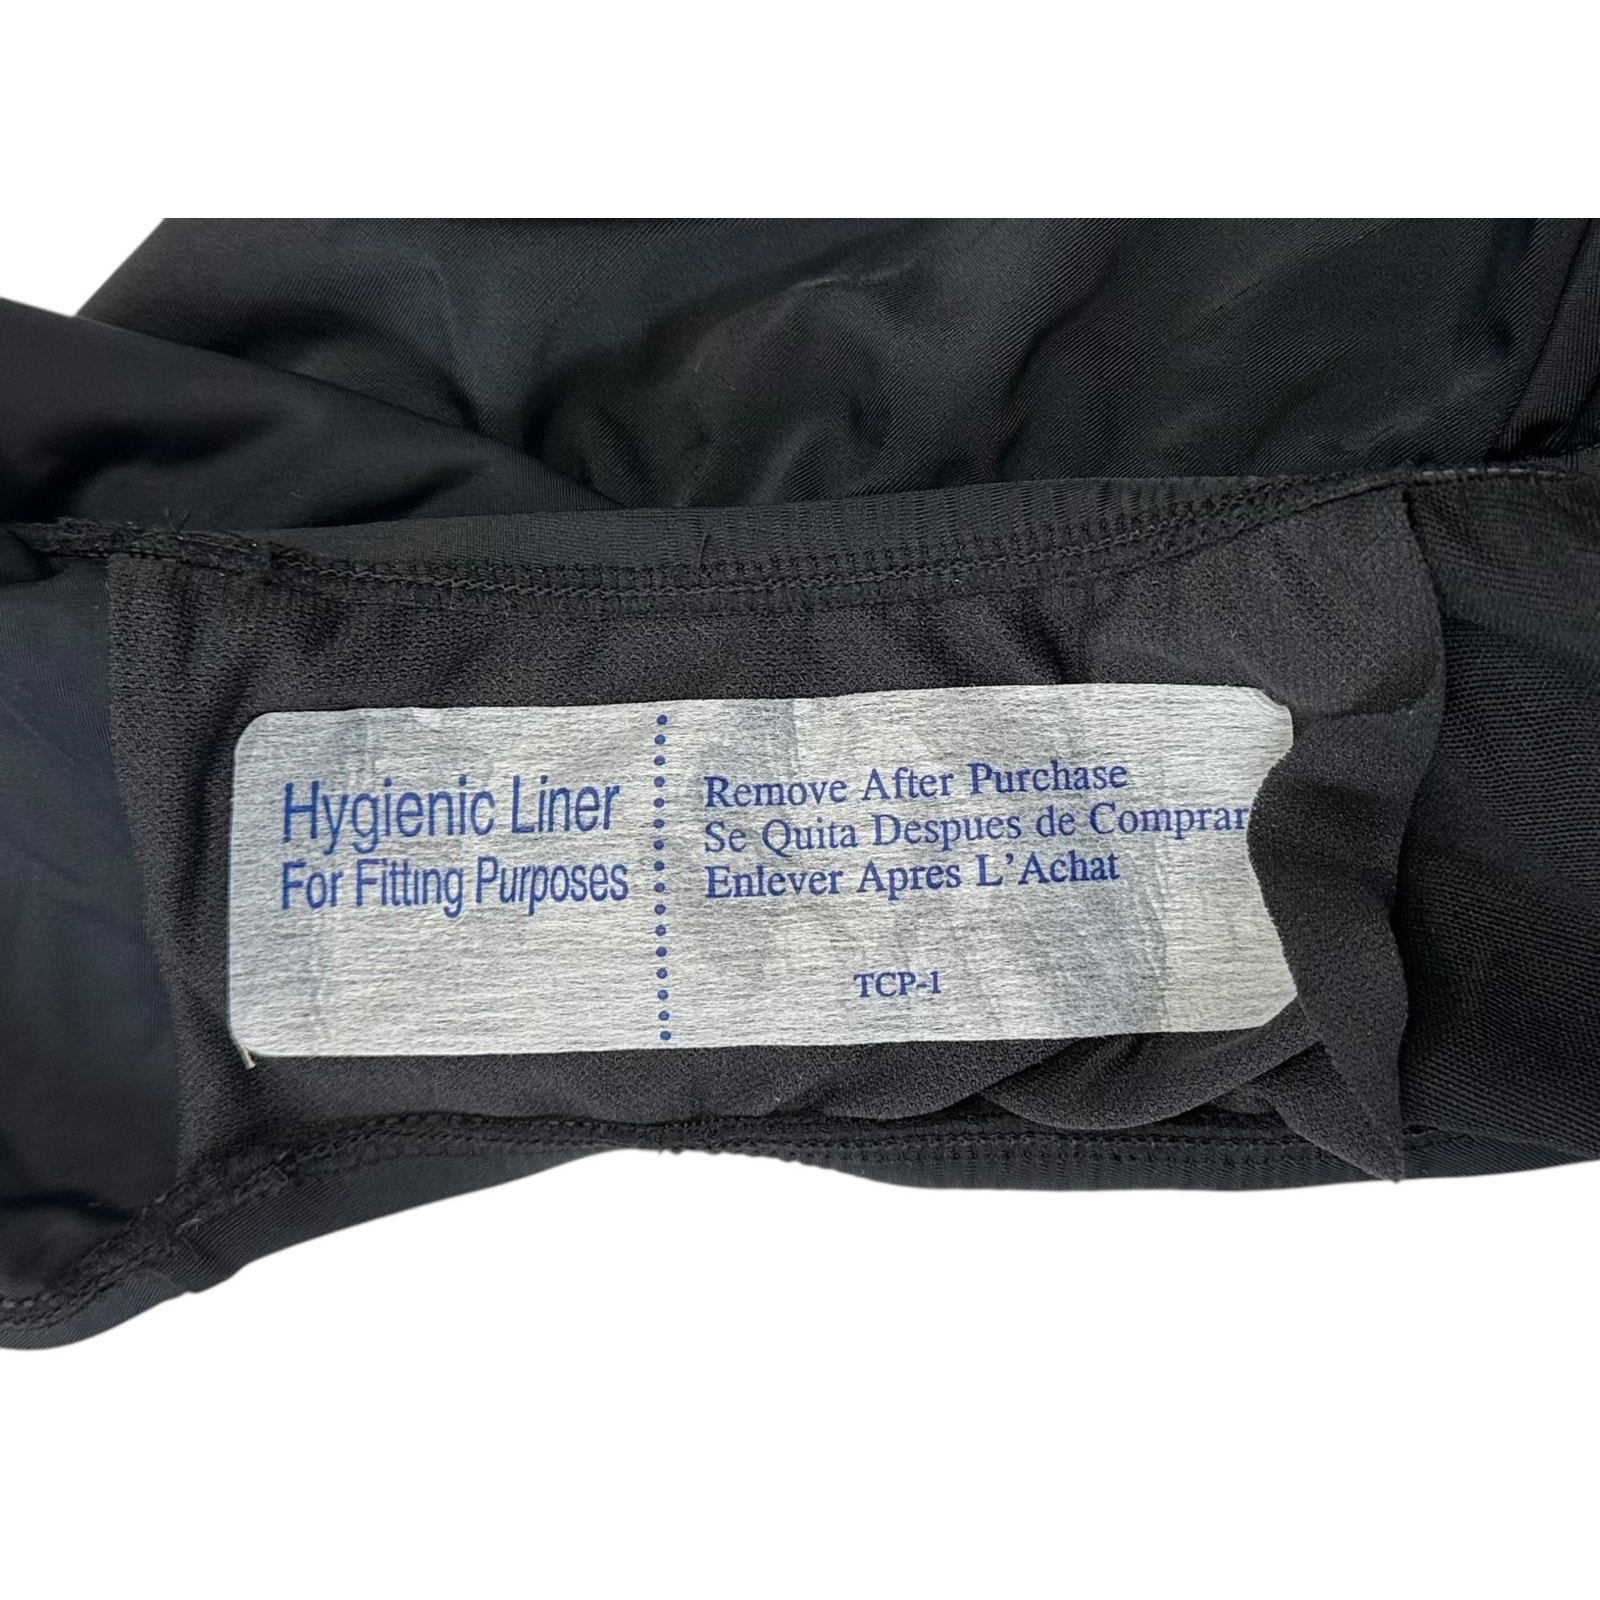 Hygienic Liner
For Fitting Purposes
Remove After Purchase
Se Quita Despues de Comprar
Enlever Apres L'Achat
TCP-1